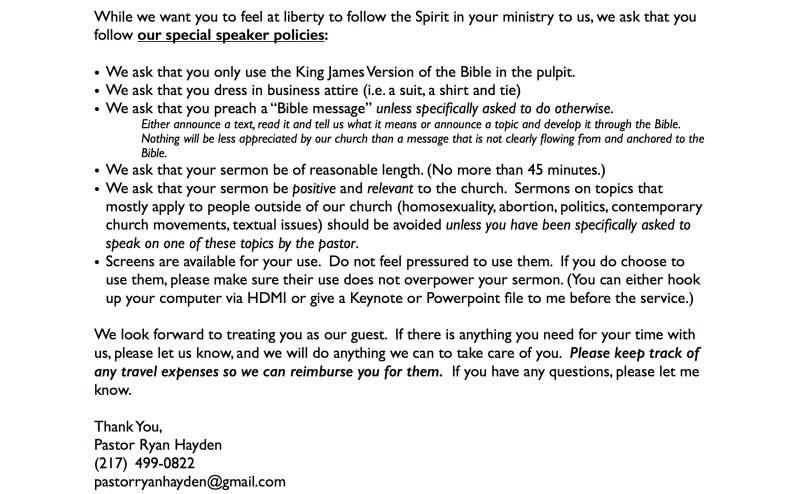 While we want you to feel at liberty to follow the Spirit in your ministry to us, we ask that you
follow our special speaker policies:
• We ask that you only use the King James Version of the Bible in the pulpit.
• We ask that you dress in business attire (i.e. a suit, a shirt and tie)
• We ask that you preach a “Bible message” unless specifically asked to do otherwise.
Either announce a text, read it and tell us what it means or announce a topic and develop it through the Bible.
Nothing will be less appreciated by our church than a message that is not clearly flowing from and anchored to the
Bible.
• We ask that your sermon be of reasonable length. (No more than 45 minutes.)
• We ask that your sermon be positive and relevant to the church. Sermons on topics that
mostly apply to people outside of our church (homosexuality, abortion, politics, contemporary
church movements, textual issues) should be avoided unless you have been specifically asked to
speak on one of these topics by the pastor.
• Screens are available for your use. Do not feel pressured to use them. If you do choose to
use them, please make sure their use does not overpower your sermon. (You can either hook
up your computer via HDMI or give a Keynote or Powerpoint file to me before the service.)
We look forward to treating you as our guest. If there is anything you need for your time with
us, please let us know, and we will do anything we can to take care of you. Please keep track of
any travel expenses so we can reimburse you for them. If you have any questions, please let me
know.
Thank You,
Pastor Ryan Hayden
(217) 499-0822
pastorryanhayden@gmail.com